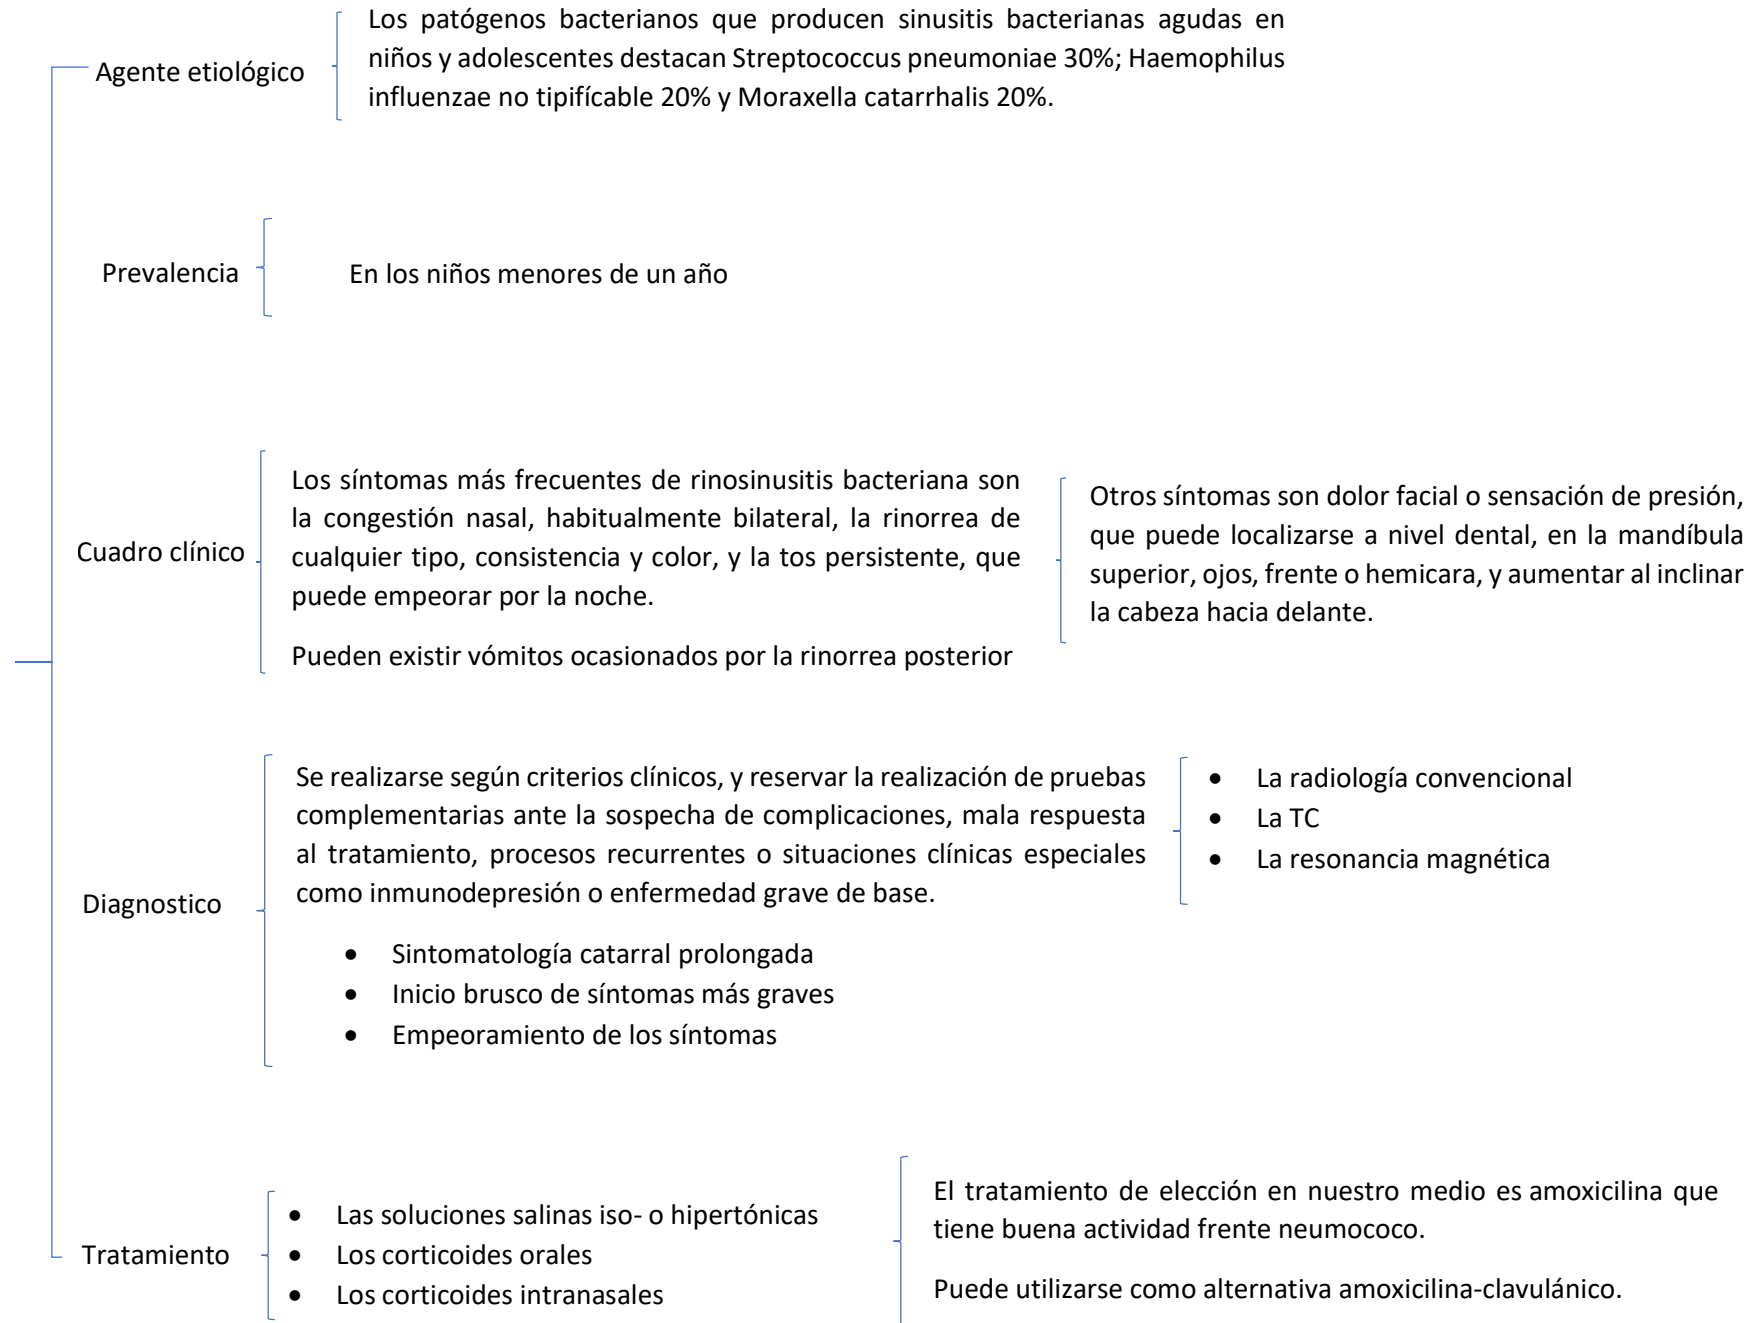 Los patógenos bacterianos que producen sinusitis bacterianas agudas en
niños y adolescentes destacan Streptococcus pneumoniae 30%; Haemophilus
influenzae no tipifícable 20% y Moraxella catarrhalis 20%.
Agente etiológico
Prevalencia
En los niños menores de un año
Cuadro clínico
Los síntomas más frecuentes de rinosinusitis bacteriana son
la congestión nasal, habitualmente bilateral, la rinorrea de
cualquier tipo, consistencia y color, y la tos persistente, que
puede empeorar por la noche.
Pueden existir vómitos ocasionados por la rinorrea posterior
Otros síntomas son dolor facial o sensación de presión,
que puede localizarse a nivel dental, en la mandíbula
superior, ojos, frente o hemicara, y aumentar al inclinar
la cabeza hacia delante.
Diagnostico
Se realizarse según criterios clínicos, y reservar la realización de pruebas
complementarias ante la sospecha de complicaciones, mala respuesta
al tratamiento, procesos recurrentes o situaciones clínicas especiales
como inmunodepresión o enfermedad grave de base.
• Sintomatología catarral prolongada
• Inicio brusco de síntomas más graves
• Empeoramiento de los síntomas
• La radiología convencional
• La TC
• La resonancia magnética
Tratamiento
• Las soluciones salinas iso- o hipertónicas
• Los corticoides orales
• Los corticoides intranasales
El tratamiento de elección en nuestro medio es amoxicilina que
tiene buena actividad frente neumococo.
Puede utilizarse como alternativa amoxicilina-clavulánico.